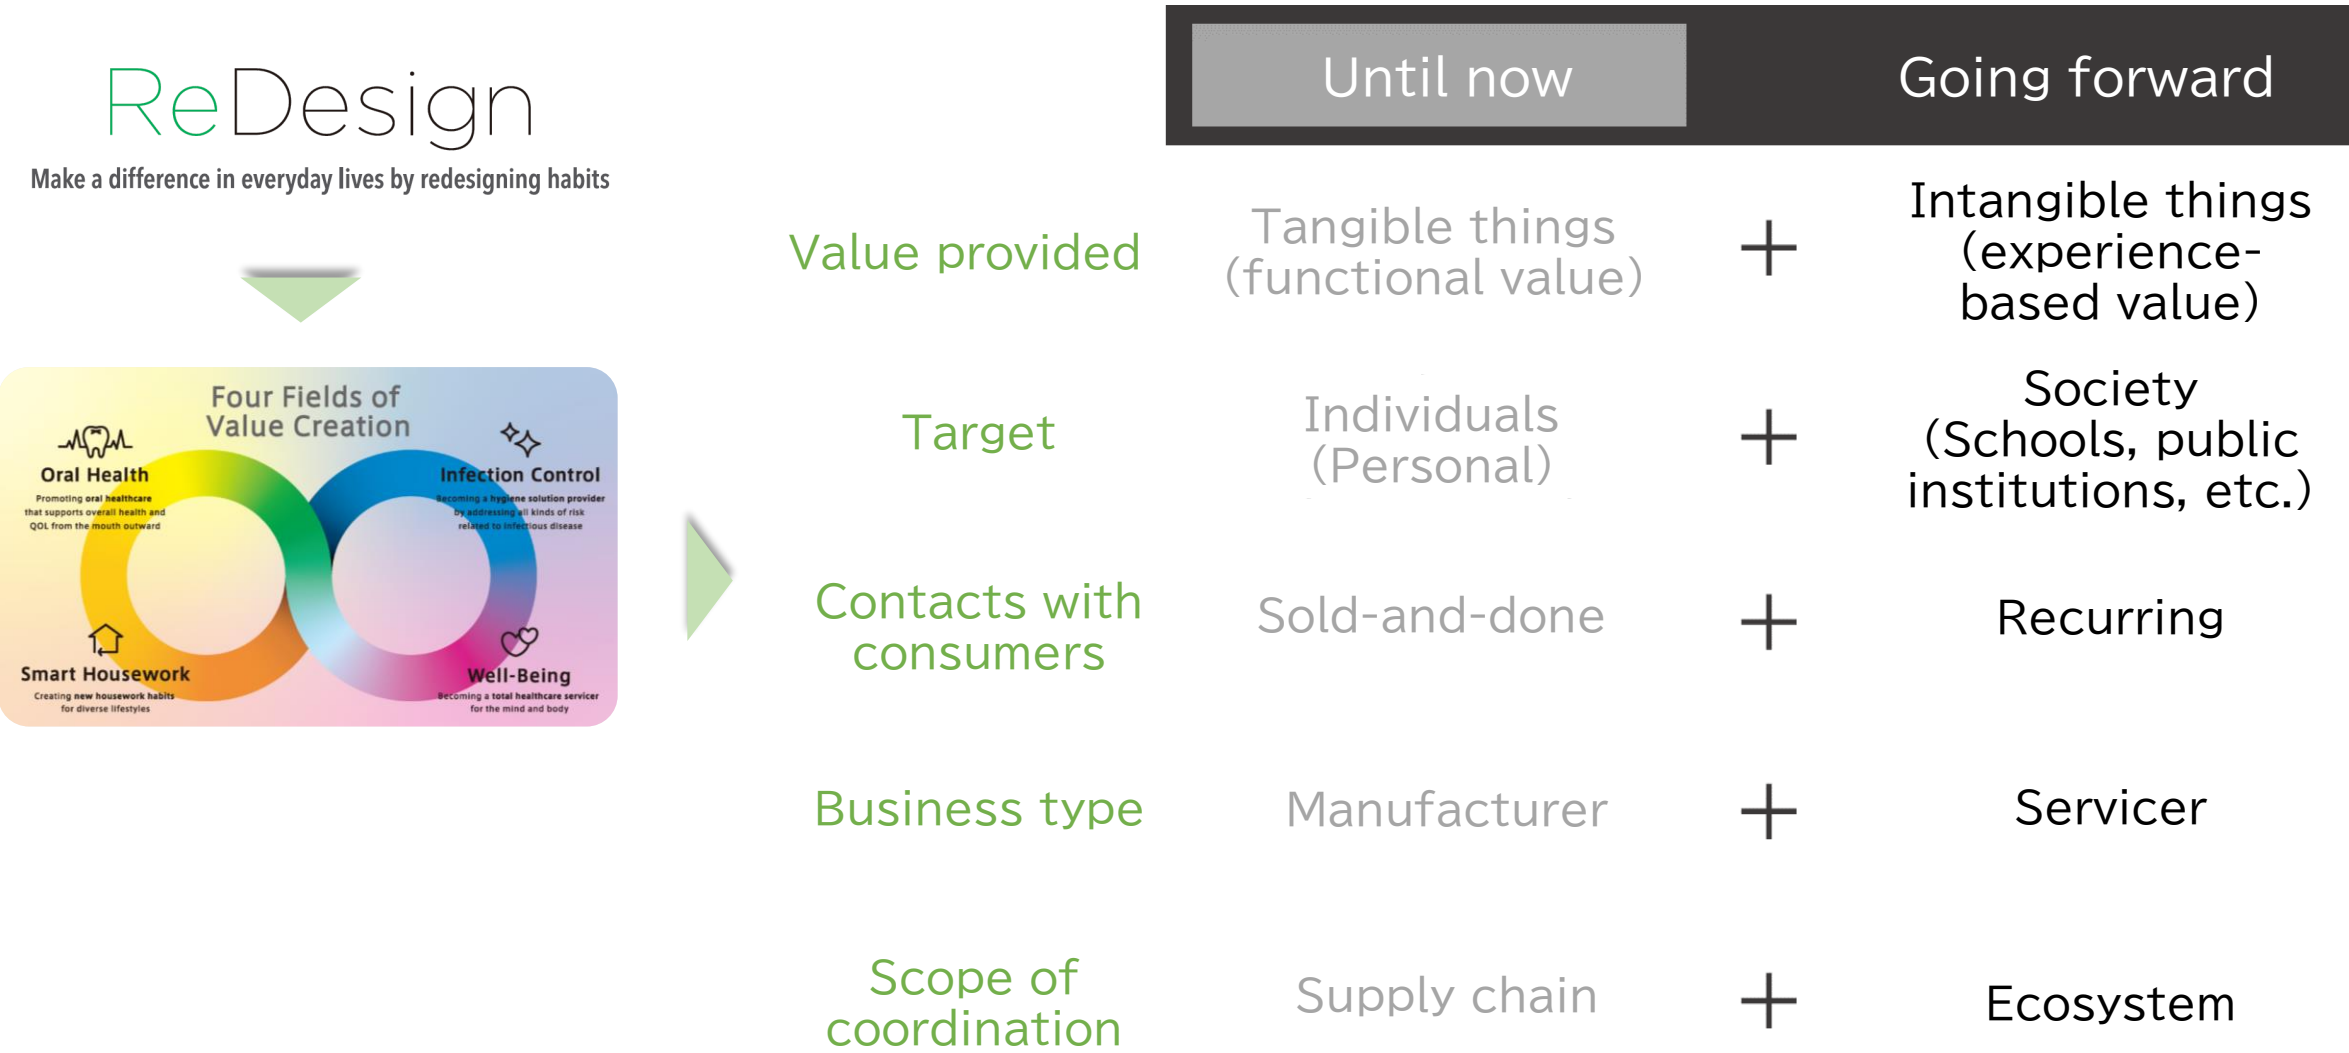 ReDesign
Make a difference in everyday lives by redesigning habits
Four Fields of
Value Creation
Oral Health
Promoting oral healthcare
that supports overall health and
QOL from the mouth outward
Infection Control
Becoming a hygiene solution provider
by addressing all kinds of risk
related to infectious disease
Smart Housework
Creating new housework habits
for diverse lifestyles
Well-Being
Becoming a total healthcare servicer
for the mind and body
Until now
Going forward
Value provided
Tangible things
(functional value)
+
Intangible things
(experience-
based value)
Target
Individuals
(Personal)
+
Society
(Schools, public
institutions, etc.)
Contacts with
consumers
Sold-and-done
+
Recurring
Business type
Manufacturer
+
Servicer
Scope of
coordination
Supply chain
+
Ecosystem